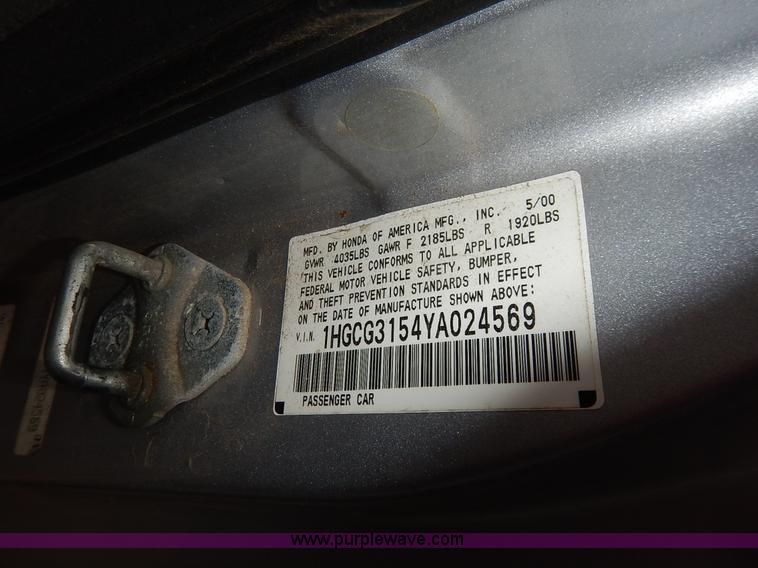 MFD. BY HONDA OF AMERICA MFG., INC. 5/00
GVWR 4035LBS GAWR F 2185LBS R 1920LBS
THIS VEHICLE CONFORMS TO ALL APPLICABLE
FEDERAL MOTOR VEHICLE SAFETY, BUMPER,
AND THEFT PREVENTION STANDARDS IN EFFECT
ON THE DATE OF MANUFACTURE SHOWN ABOVE:
V.I.N. 1HGCG3154YA024569
PASSENGER CAR
www.purplewave.com